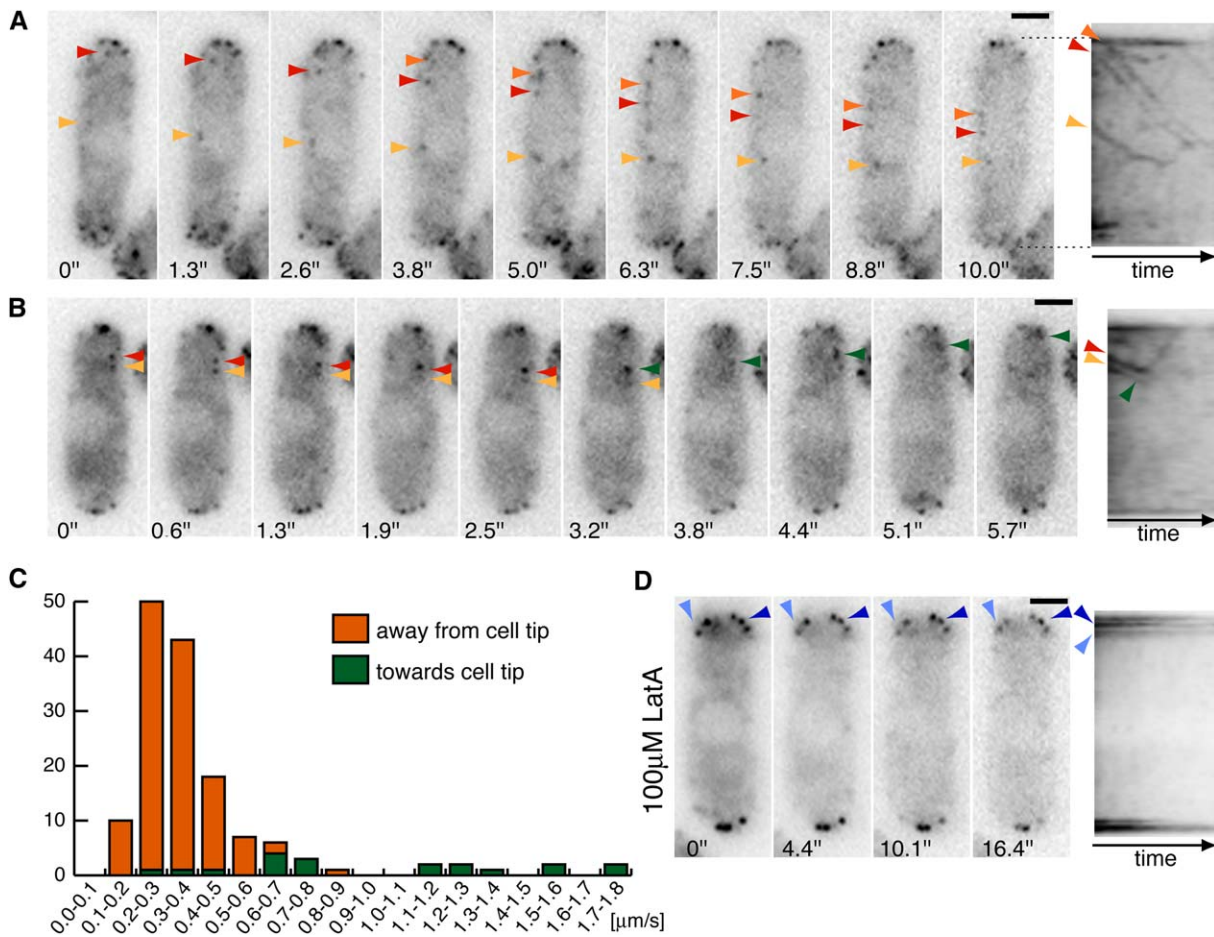 A
0" 1.3" 2.6" 3.8" 5.0" 6.3" 7.5" 8.8" 10.0" time
B
0" 0.6" 1.3" 1.9" 2.5" 3.2" 3.8" 4.4" 5.1" 5.7" time
C
50
40
30
20
10
0
away from cell tip
towards cell tip
0.0-0.1 0.1-0.2 0.2-0.3 0.3-0.4 0.4-0.5 0.5-0.6 0.6-0.7 0.7-0.8 0.8-0.9 0.9-1.0 1.0-1.1 1.1-1.2 1.2-1.3 1.3-1.4 1.4-1.5 1.5-1.6 1.6-1.7 1.7-1.8 [μm/s]
D
100μM LatA
0" 4.4" 10.1" 16.4" time